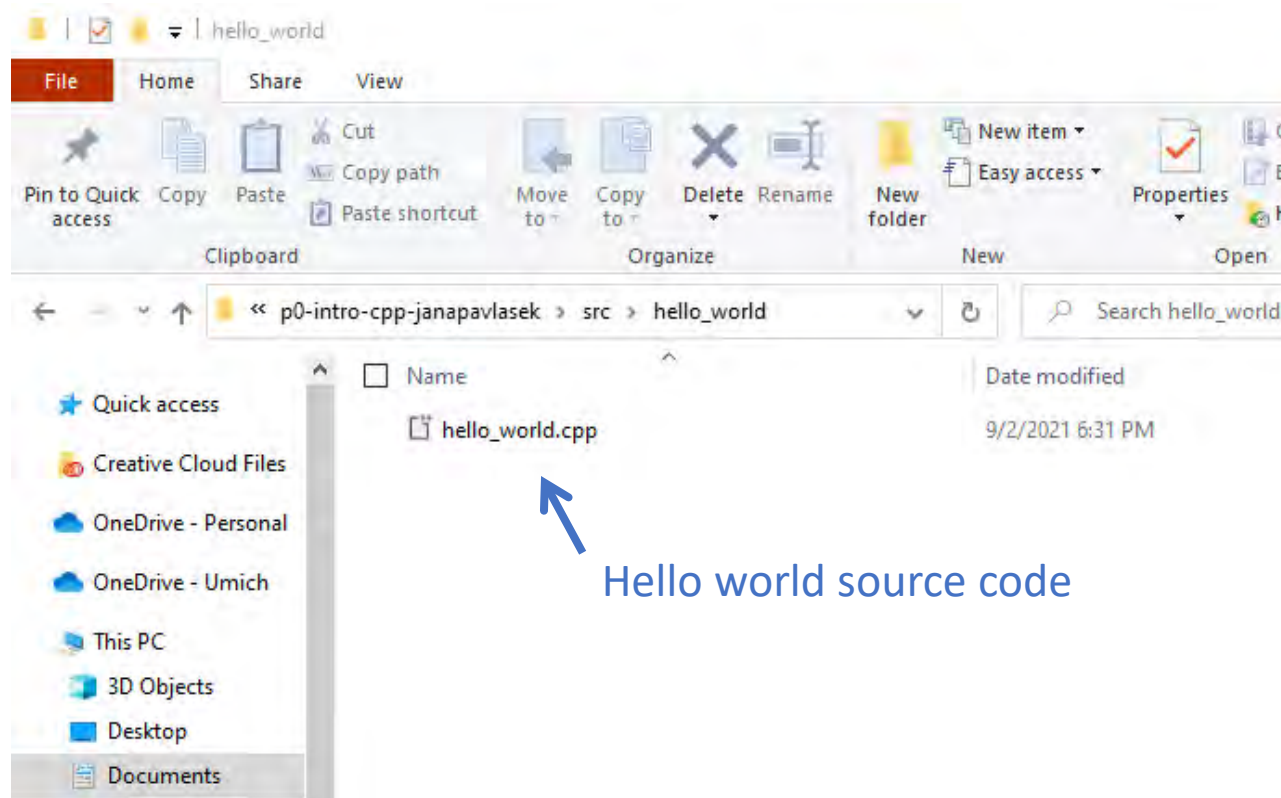 hello_world
File Home Share View
Pin to Quick access
Copy
Paste
Cut
Copy path
Paste shortcut
Move to
Copy to
Delete
Rename
New folder
New item
Easy access
Properties
Clipboard
Organize
New
Open
« p0-intro-cpp-janapavlasek › src › hello_world
Search hello_world
Name
Date modified
Quick access
hello_world.cpp
9/2/2021 6:31 PM
Creative Cloud Files
OneDrive - Personal
OneDrive - Umich
Hello world source code
This PC
3D Objects
Desktop
Documents